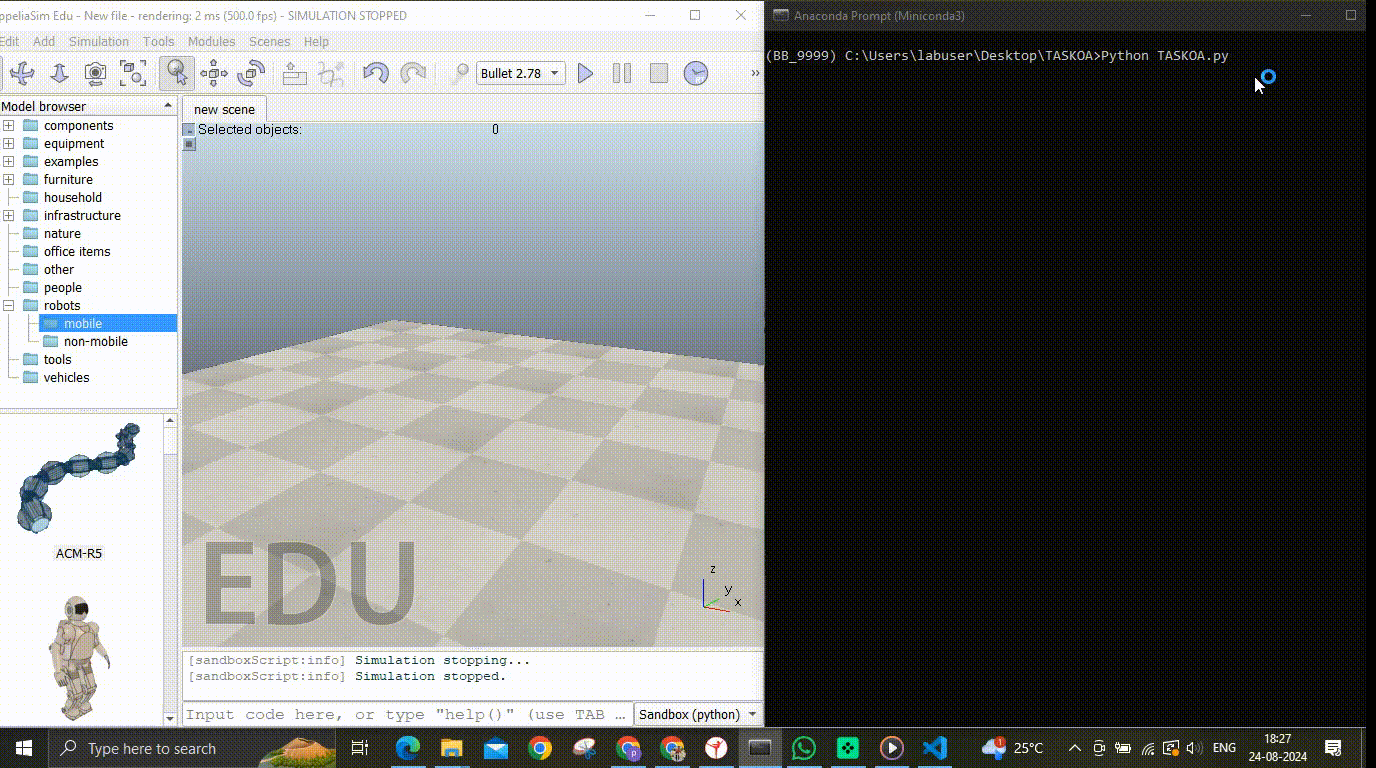 ppeliaSim Edu - New file - rendering: 2 ms (500.0 fps) - SIMULATION STOPPED
Edit Add Simulation Tools Modules Scenes Help
Bullet 2.78
»
Model browser
components
equipment
examples
furniture
household
infrastructure
nature
office items
other
people
robots
mobile
non-mobile
tools
vehicles
ACM-R5
new scene
Selected objects: 0
EDU
z
y
x
[sandboxScript:info] Simulation stopping...
[sandboxScript:info] Simulation stopped.
Input code here, or type "help()" (use TAB ...
Sandbox (python)
Anaconda Prompt (Miniconda3)
(BB_9999) C:\Users\labuser\Desktop\TASKOA>Python TASKOA.py
Type here to search
1
25°C
ENG
18:27
24-08-2024